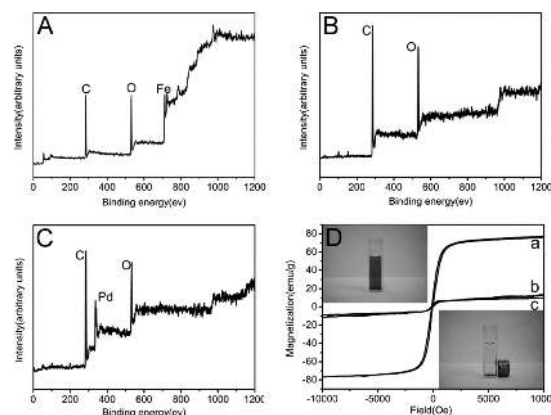 A
C
O
Fe
Intensity(arbitrary units)
0 200 400 600 800 1000 1200
Binding energy(ev)
B
C
O
Intensity(arbitrary units)
0 200 400 600 800 1000 1200
Binding energy(ev)
C
C
Pd
O
Intensity(arbitrary units)
0 200 400 600 800 1000 1200
Binding energy(ev)
D
a
b
c
Magnetization(emu/g)
80
60
40
20
0
-20
-40
-60
-80
-10000 -5000 0 5000 10000
Field(Oe)